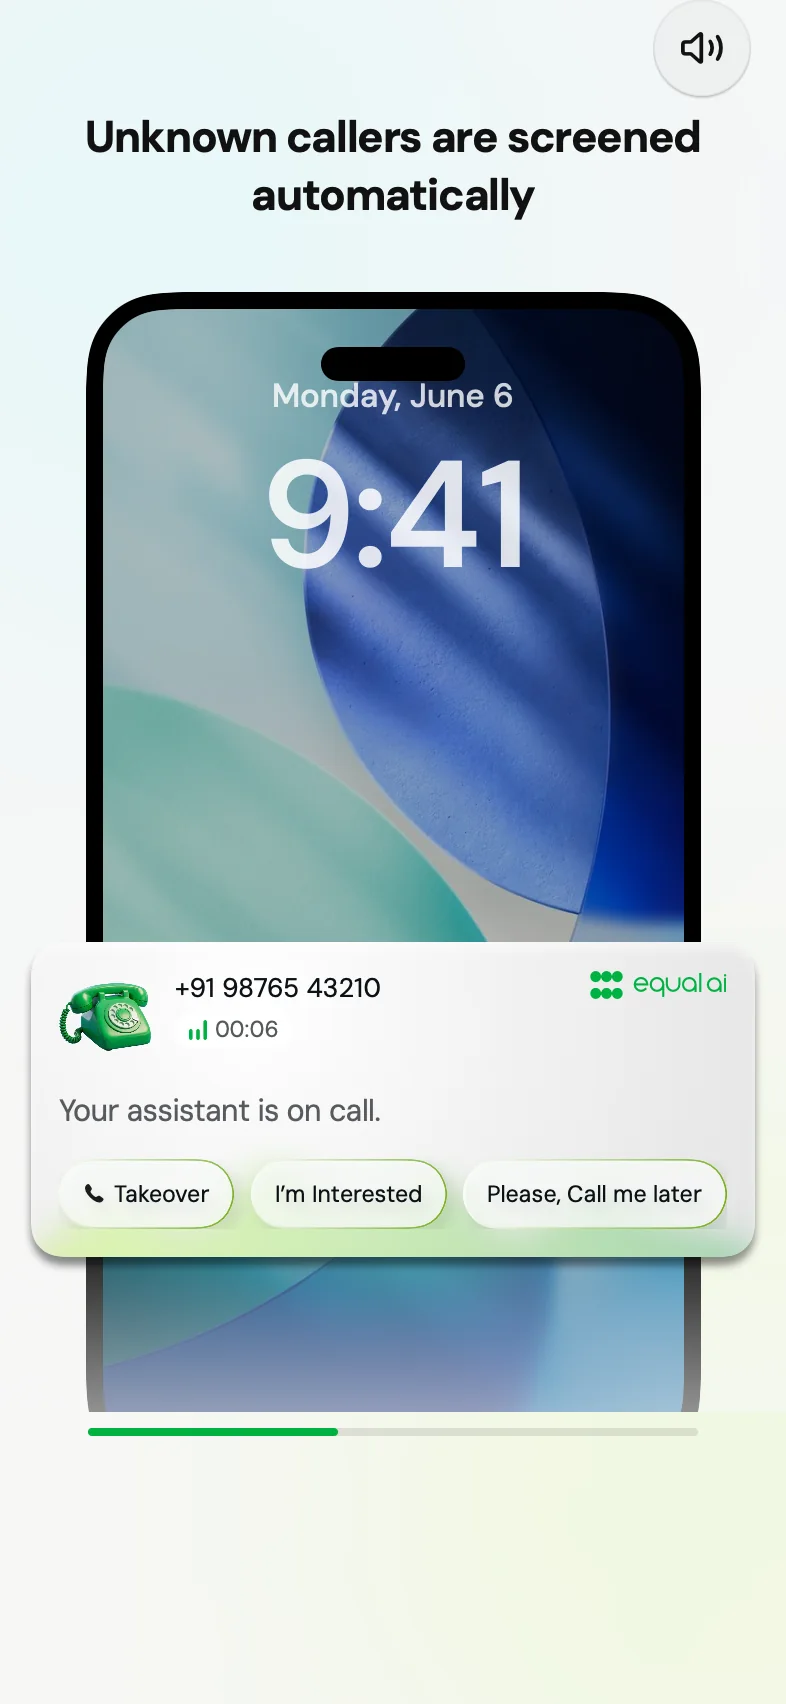 Unknown callers are screened
automatically
Monday, June 6
9:41
+91 98765 43210
equal ai
00:06
Your assistant is on call.
Takeover
I'm Interested
Please, Call me later